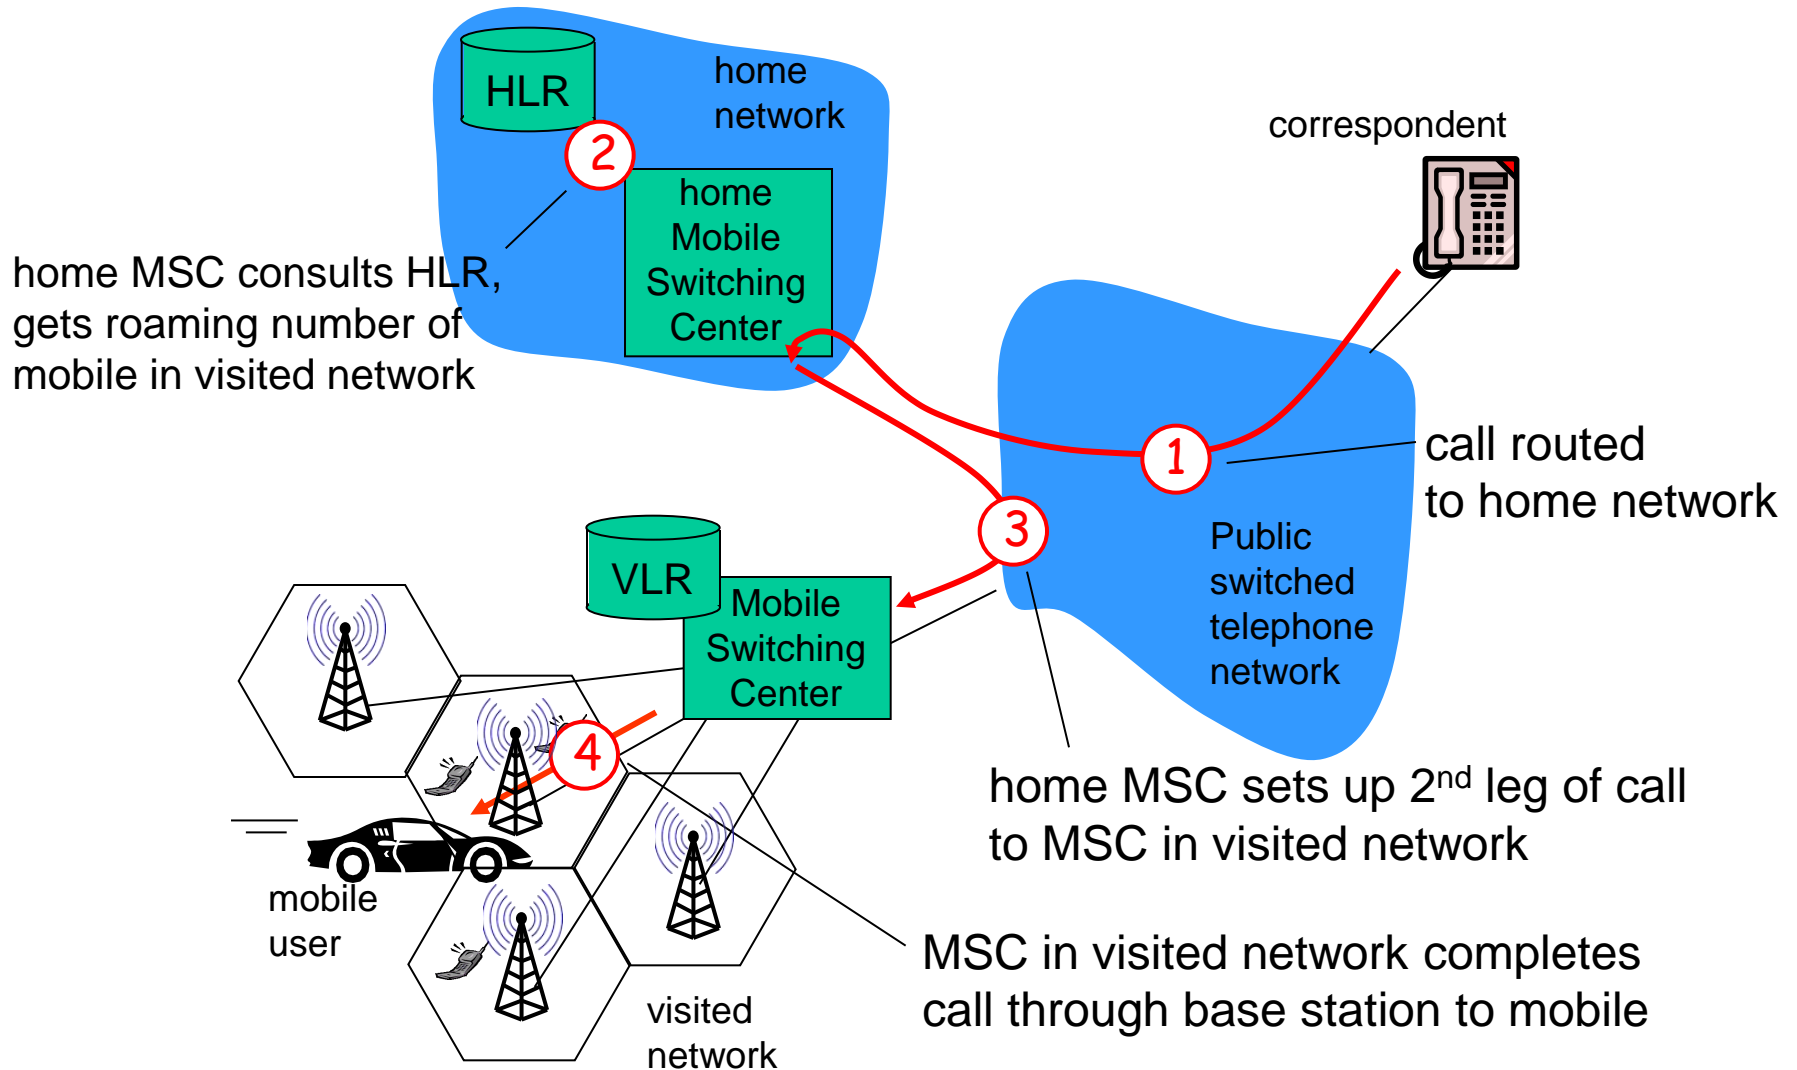 HLR
home
network
correspondent
2
home
Mobile
Switching
Center
home MSC consults HLR,
gets roaming number of
mobile in visited network
1
call routed
to home network
3
Public
switched
telephone
network
VLR
Mobile
Switching
Center
4
home MSC sets up 2nd leg of call
to MSC in visited network
mobile
user
MSC in visited network completes
call through base station to mobile
visited
network